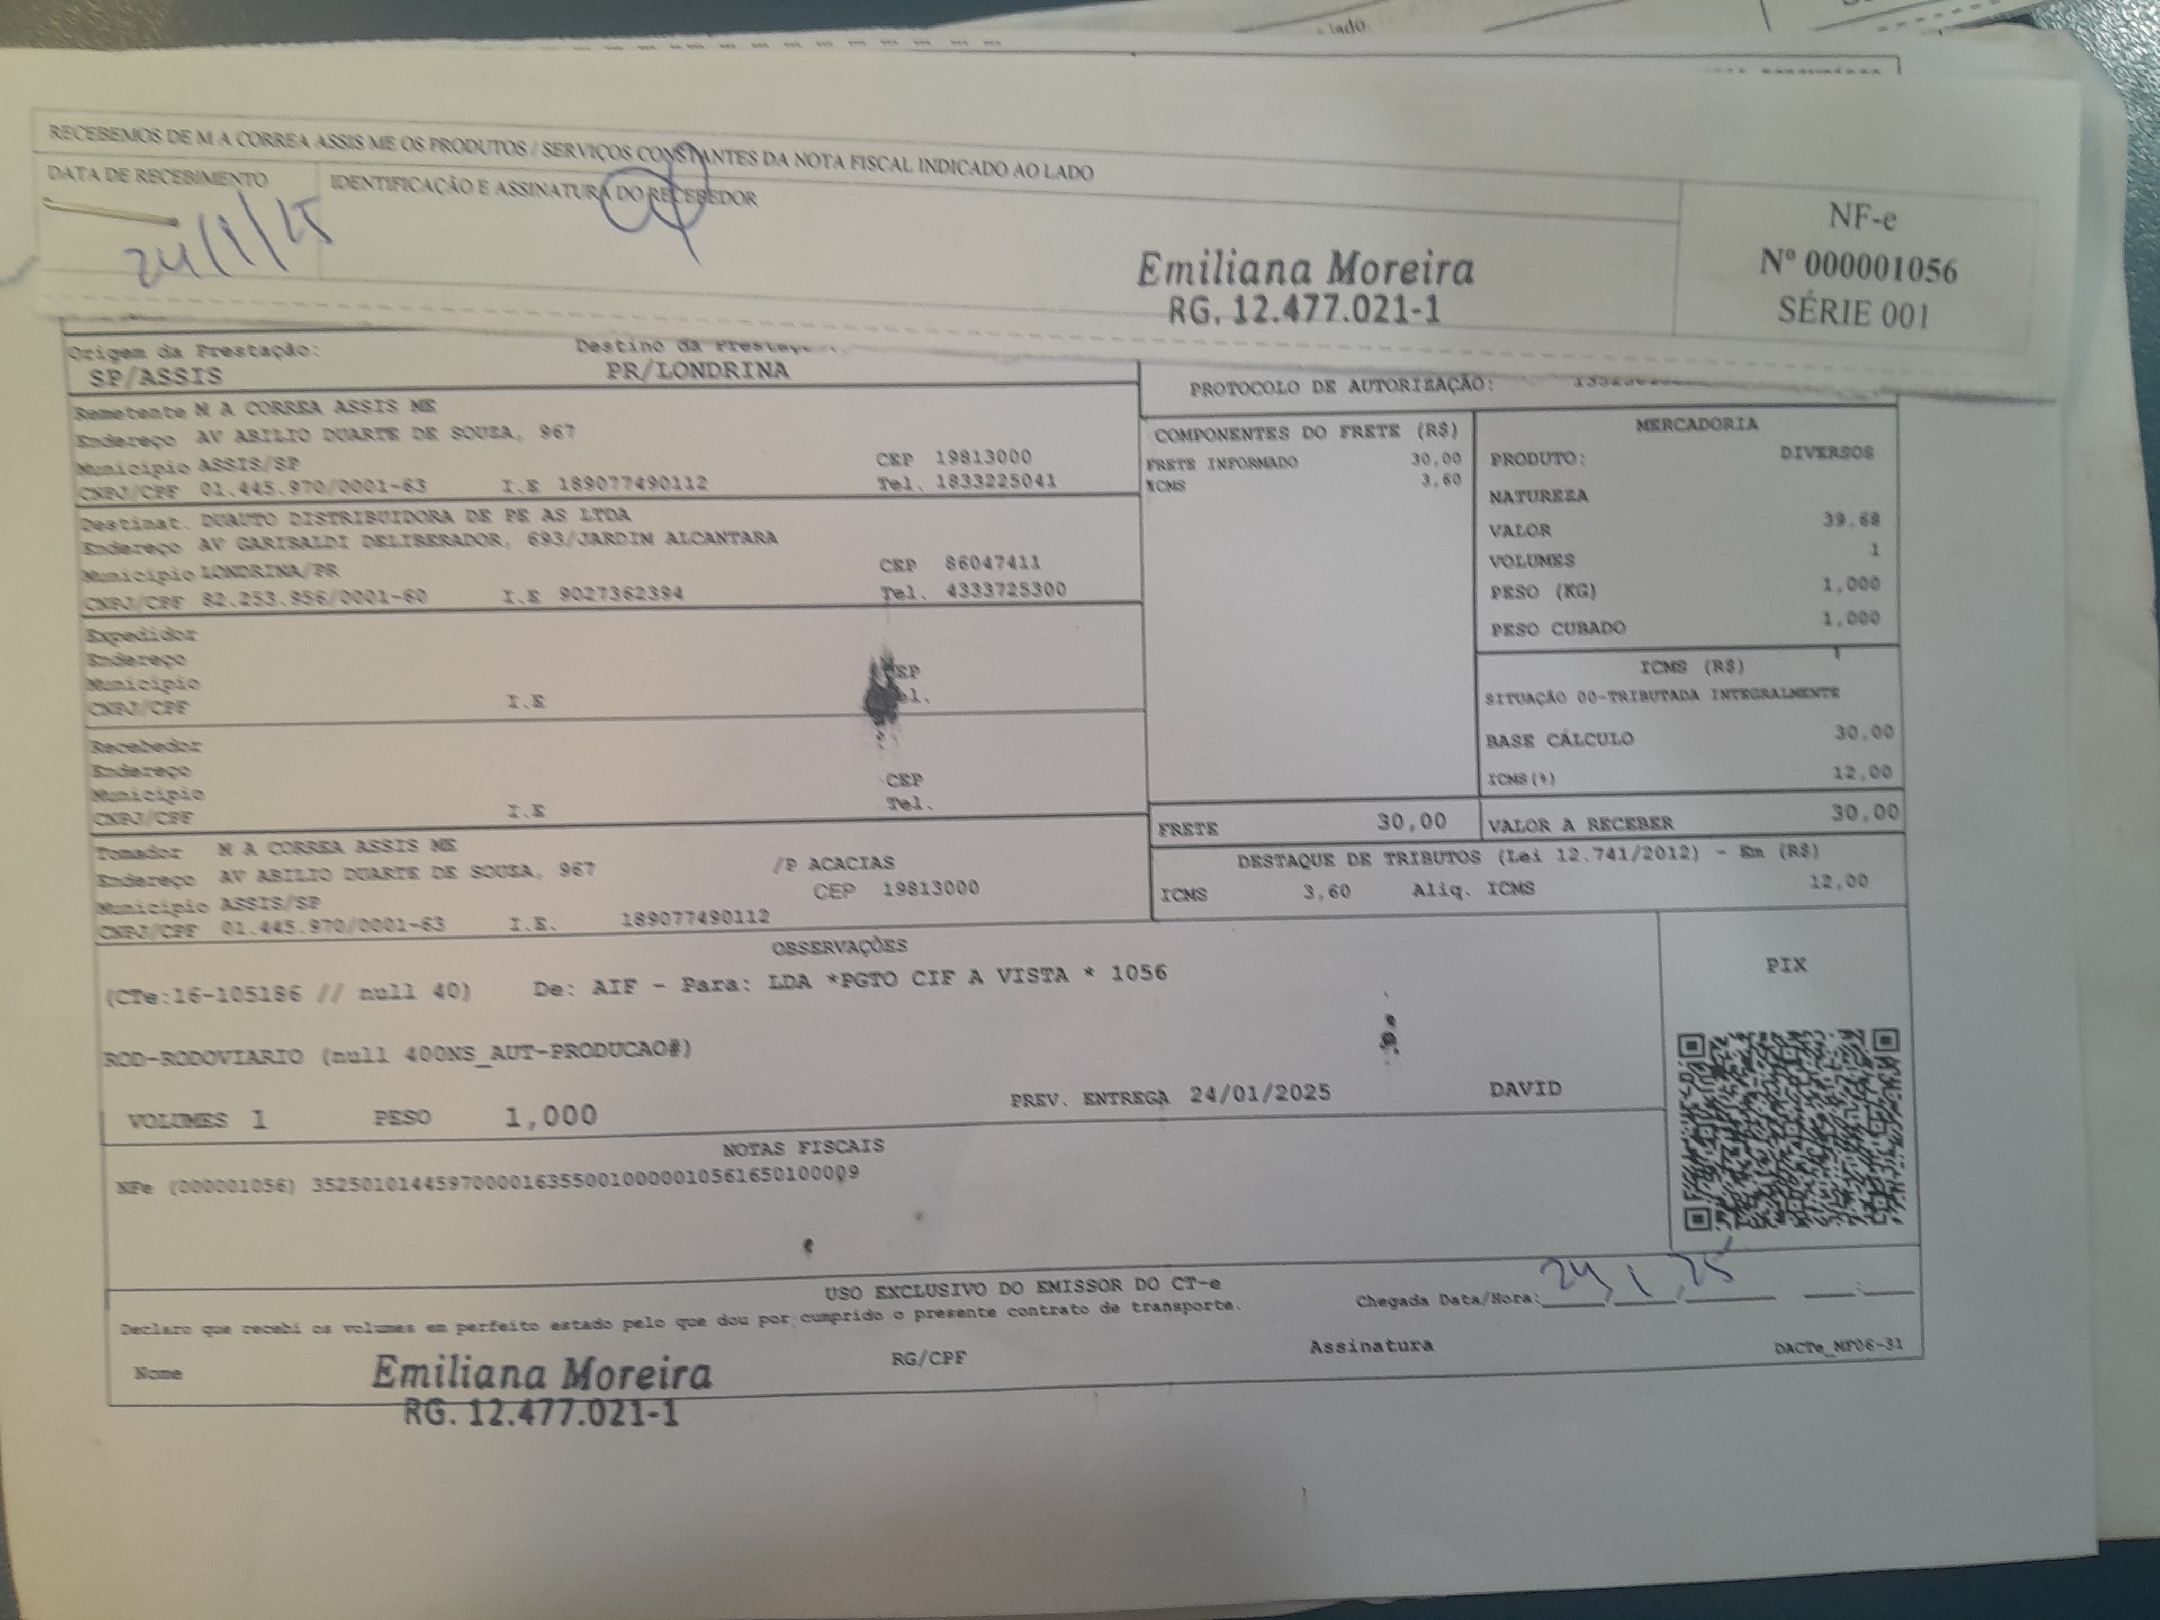 lado.
RECEBEMOS DE M A CORREA ASSIS ME OS PRODUTOS / SERVIÇOS CONSTANTES DA NOTA FISCAL INDICADO AO LADO
DATA DE RECEBIMENTO
24/1/25
IDENTIFICAÇÃO E ASSINATURA DO RECEBEDOR
Emiliana Moreira
RG. 12.477.021-1
NF-e
Nº 000001056
SÉRIE 001
Origem da Prestação:
SP/ASSIS
Destino da
PR/LONDRINA
PROTOCOLO DE AUTORIZAÇÃO:
Remetente M A CORREA ASSIS ME
Endereço AV ABILIO DUARTE DE SOUZA, 967
Município ASSIS/SP CEP 19813000
CNPJ/CPF 01.445.970/0001-63 I.E 189077490112 Tel. 1833225041
Destinat. DUAUTO DISTRIBUIDORA DE PE AS LTDA
Endereço AV GARIBALDI DELIBERADOR, 693/JARDIM ALCANTARA
Município LONDRINA/PR CEP 86047411
CNPJ/CPF 82.253.956/0001-60 I.E 9027362394 Tel. 4333725300
Expedidor
Endereço
Município CEP
CNPJ/CPF I.E Tel.
Recebedor
Endereço
Município CEP
CNPJ/CPF I.E Tel.
Tomador M A CORREA ASSIS ME
Endereço AV ABILIO DUARTE DE SOUZA, 967 /P ACACIAS
Município ASSIS/SP CEP 19813000
CNPJ/CPF 01.445.970/0001-63 I.E. 189077490112
COMPONENTES DO FRETE (R$)
FRETE INFORMADO 30,00
ICMS 3,60
FRETE 30,00
MERCADORIA
PRODUTO: DIVERSOS
NATUREZA
VALOR 39,68
VOLUMES 1
PESO (KG) 1,000
PESO CUBADO 1,000
ICMS (R$)
SITUAÇÃO 00-TRIBUTADA INTEGRALMENTE
BASE CÁLCULO 30,00
ICMS(%) 12,00
VALOR A RECEBER 30,00
DESTAQUE DE TRIBUTOS (Lei 12.741/2012) - Em (R$)
ICMS 3,60 Aliq. ICMS 12,00
OBSERVAÇÕES
(CTe:16-105186 // null 40) De: AIF - Para: LDA *PGTO CIF A VISTA * 1056
ROD-RODOVIARIO (null 400NS_AUT-PRODUCAO#)
VOLUMES 1 PESO 1,000 PREV. ENTREGA 24/01/2025 DAVID
PIX
NOTAS FISCAIS
NFe (000001056) 35250101445970000163550010000010561650100009
USO EXCLUSIVO DO EMISSOR DO CT-e
Declaro que recebi os volumes em perfeito estado pelo que dou por cumprido o presente contrato de transporte.
Chegada Data/Hora: 24 1 25
Nome
Emiliana Moreira
RG. 12.477.021-1
RG/CPF
Assinatura
DACTe_MF06-31